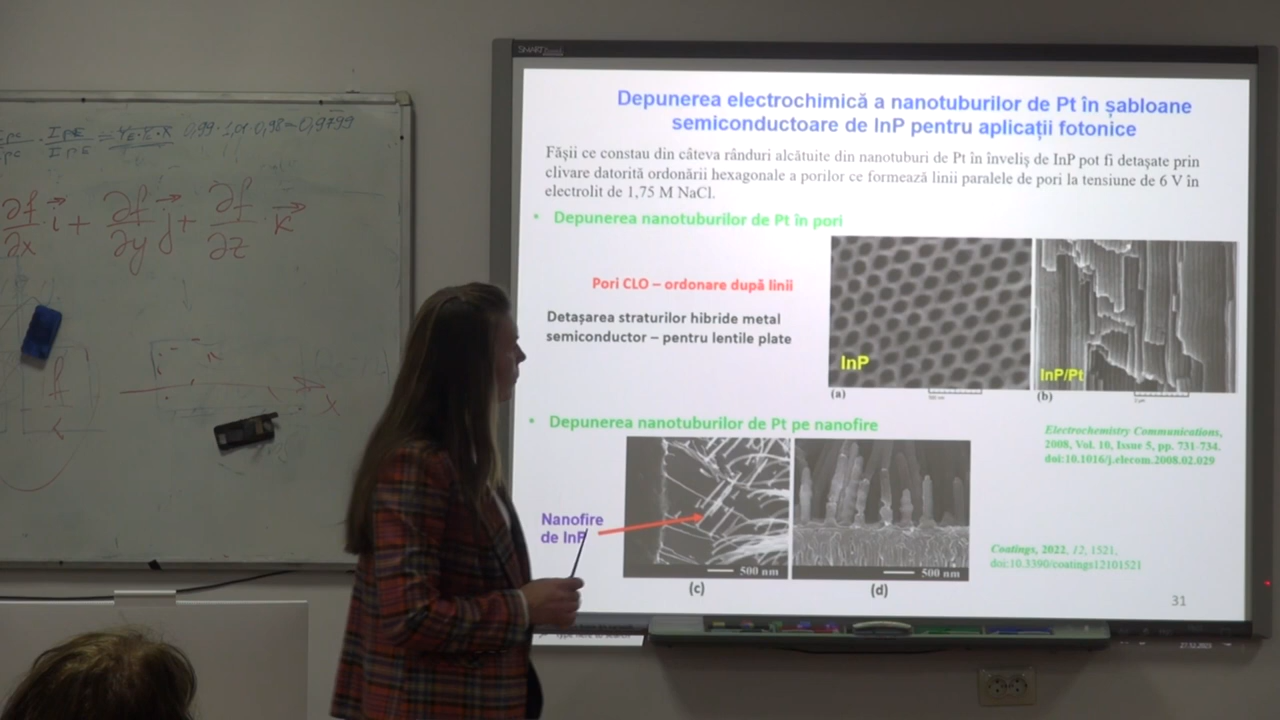 SMART
0,99 · 1,01 · 0,98 = 0,9799
∂f/∂x i + ∂f/∂y j + ∂f/∂z k
x
Depunerea electrochimică a nanotuburilor de Pt în șabloane
semiconductoare de InP pentru aplicații fotonice
Fâșii ce constau din câteva rânduri alcătuite din nanotuburi de Pt în înveliș de InP pot fi detașate prin
clivare datorită ordonării hexagonale a porilor ce formează linii paralele de pori la tensiune de 6 V în
electrolit de 1,75 M NaCl.
• Depunerea nanotuburilor de Pt în pori
Pori CLO – ordonare după linii
Detașarea straturilor hibride metal
semiconductor – pentru lentile plate
InP
InP/Pt
(a)
(b)
• Depunerea nanotuburilor de Pt pe nanofire
Electrochemistry Communications,
2008, Vol. 10, Issue 5, pp. 731-734.
doi:10.1016/j.elecom.2008.02.029
Nanofire
de InP
500 nm
500 nm
(c)
(d)
Coatings, 2022, 12, 1521,
doi:10.3390/coatings12101521
31
Type here to search